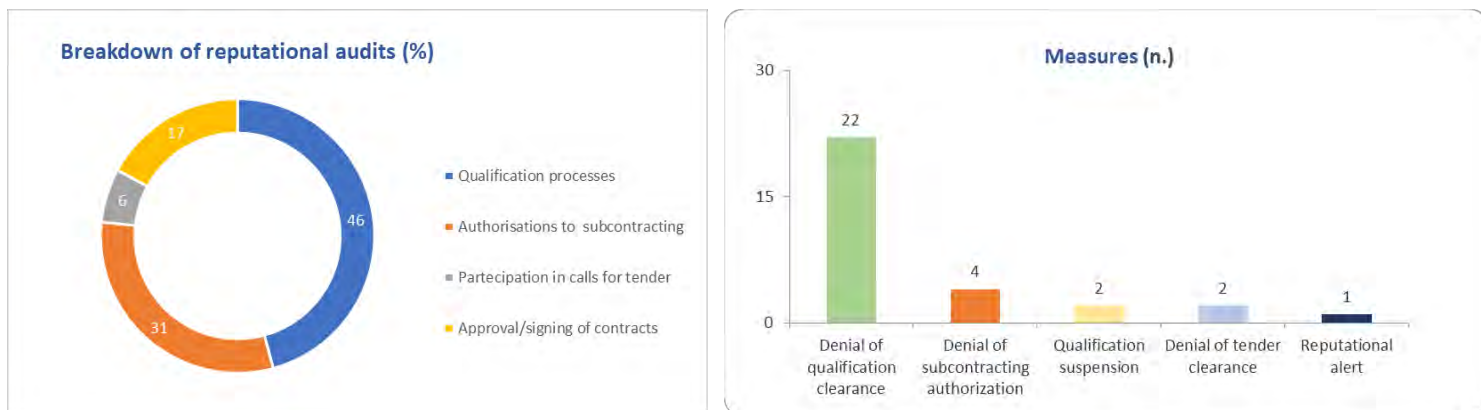 Breakdown of reputational audits (%)
17
6
46
31
Qualification processes
Authorisations to subcontracting
Partecipation in calls for tender
Approval/signing of contracts
Measures (n.)
30
15
0
22
4
2
2
1
Denial of
qualification
clearance
Denial of
subcontracting
authorization
Qualification
suspension
Denial of tender
clearance
Reputational
alert